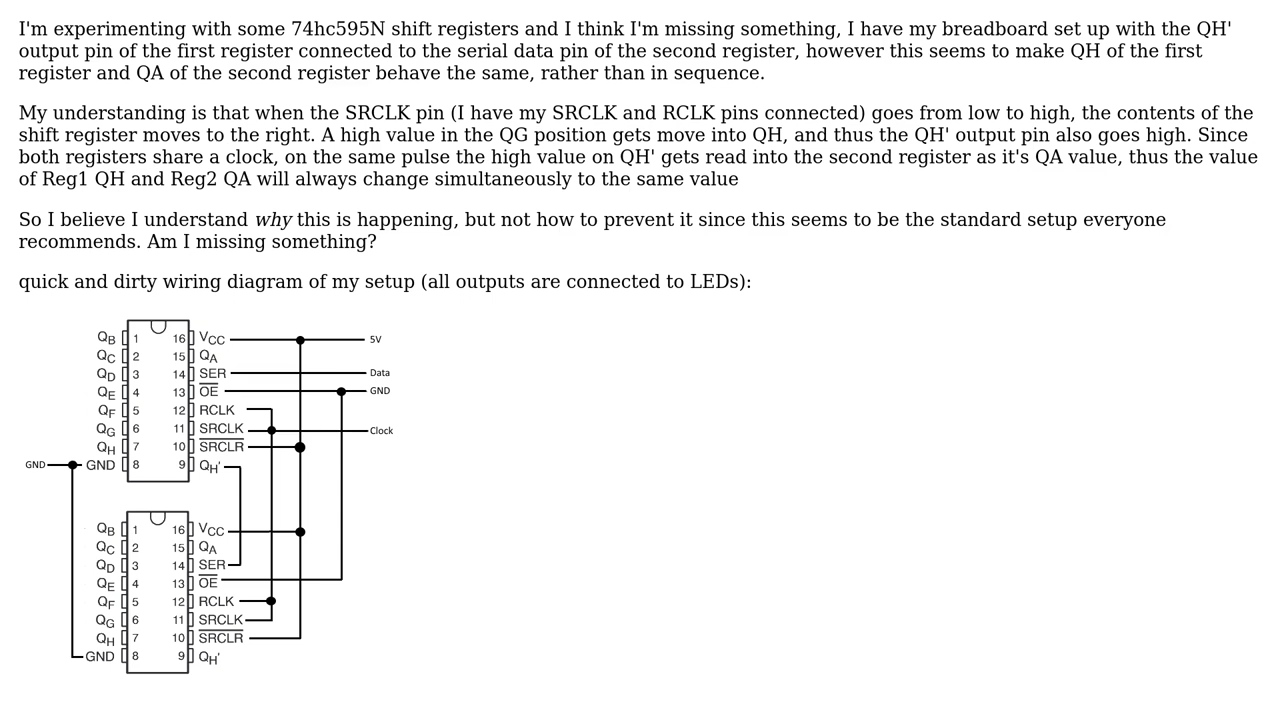 I'm experimenting with some 74hc595N shift registers and I think I'm missing something, I have my breadboard set up with the QH'
output pin of the first register connected to the serial data pin of the second register, however this seems to make QH of the first
register and QA of the second register behave the same, rather than in sequence.
My understanding is that when the SRCLK pin (I have my SRCLK and RCLK pins connected) goes from low to high, the contents of the
shift register moves to the right. A high value in the QG position gets move into QH, and thus the QH' output pin also goes high. Since
both registers share a clock, on the same pulse the high value on QH' gets read into the second register as it's QA value, thus the value
of Reg1 QH and Reg2 QA will always change simultaneously to the same value
So I believe I understand why this is happening, but not how to prevent it since this seems to be the standard setup everyone
recommends. Am I missing something?
quick and dirty wiring diagram of my setup (all outputs are connected to LEDs):
QB 1 16 VCC 5V
QC 2 15 QA
QD 3 14 SER Data
QE 4 13 OE GND
QF 5 12 RCLK
QG 6 11 SRCLK Clock
QH 7 10 SRCLR
GND GND 8 9 QH'
QB 1 16 VCC
QC 2 15 QA
QD 3 14 SER
QE 4 13 OE
QF 5 12 RCLK
QG 6 11 SRCLK
QH 7 10 SRCLR
GND 8 9 QH'